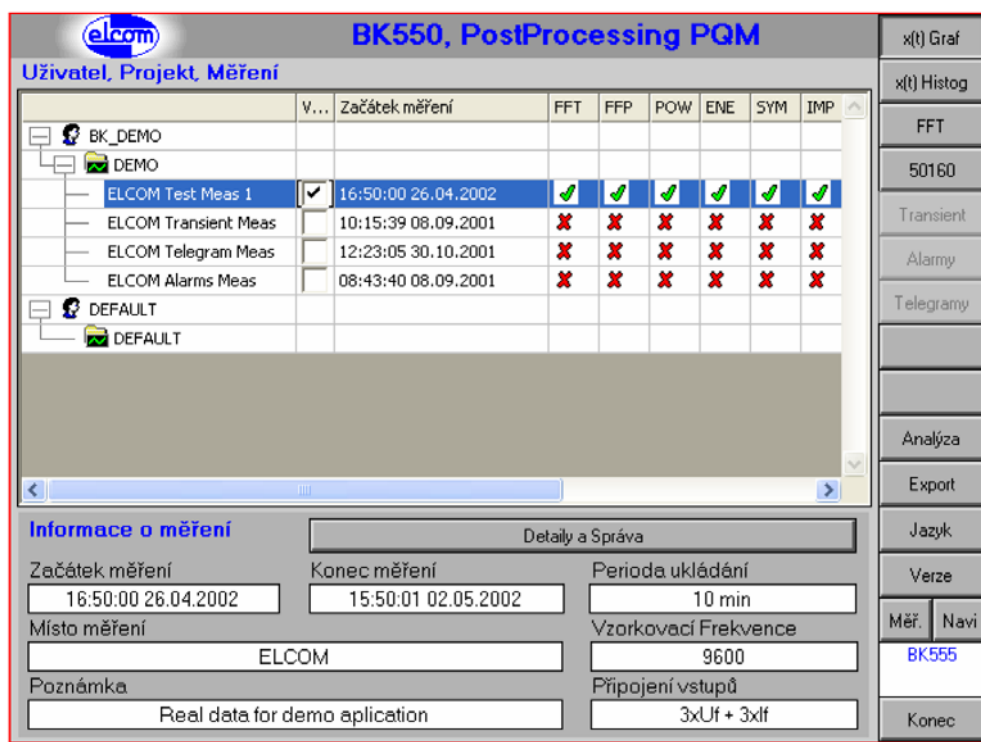 elcom
BK550, PostProcessing PQM
Uživatel, Projekt, Měření
V... Začátek měření FFT FFP POW ENE SYM IMP
BK_DEMO
DEMO
ELCOM Test Meas 1 16:50:00 26.04.2002
ELCOM Transient Meas 10:15:39 08.09.2001
ELCOM Telegram Meas 12:23:05 30.10.2001
ELCOM Alarms Meas 08:43:40 08.09.2001
DEFAULT
DEFAULT
Informace o měření
Detaily a Správa
Začátek měření Konec měření Perioda ukládání
16:50:00 26.04.2002 15:50:01 02.05.2002 10 min
Místo měření Vzorkovací Frekvence
ELCOM 9600
Poznámka Připojení vstupů
Real data for demo aplication 3xUf + 3xIf
x(t) Graf
x(t) Histog
FFT
50160
Transient
Alarmy
Telegramy
Analýza
Export
Jazyk
Verze
Měř. Navi
BK555
Konec